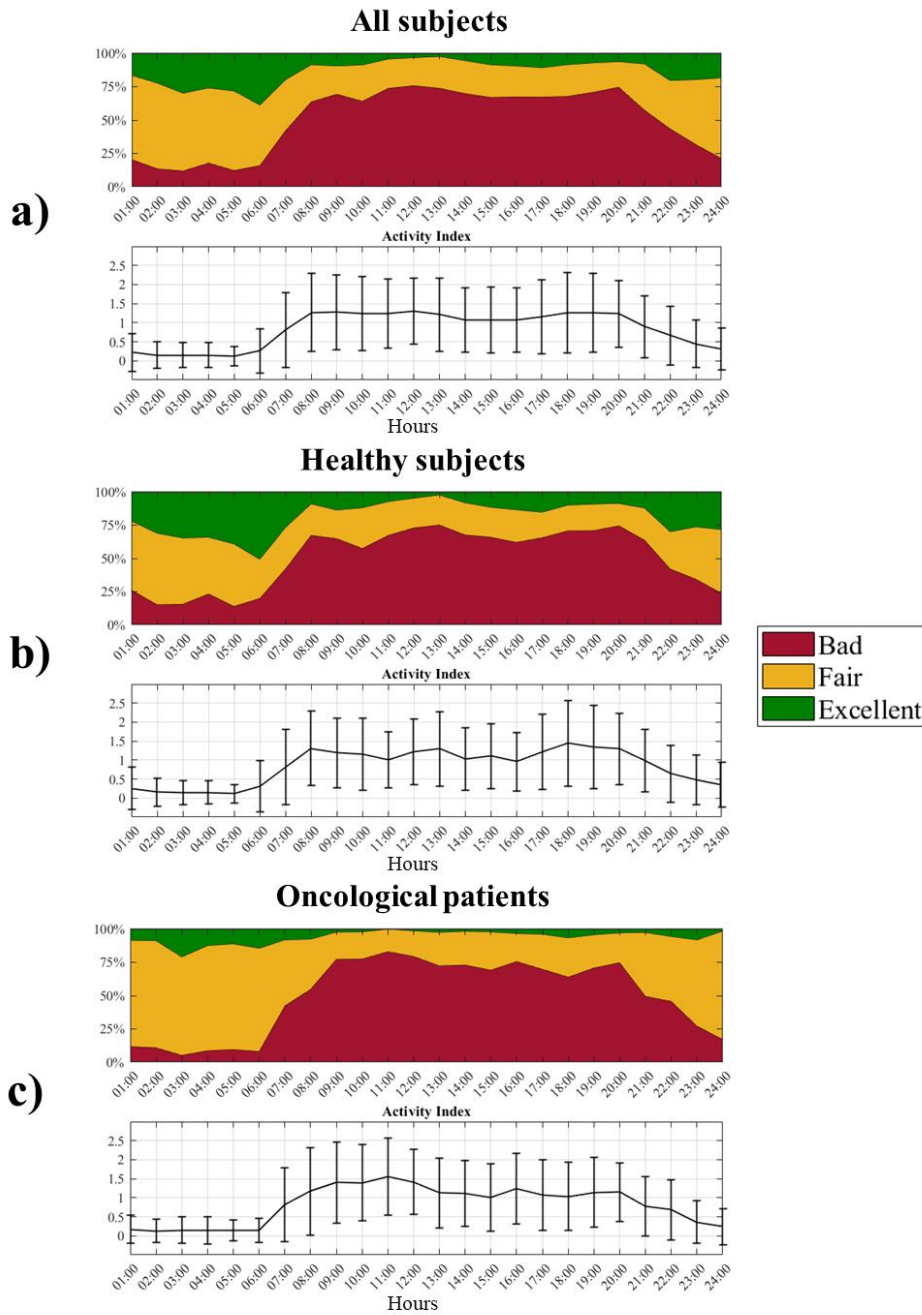 All subjects
100%
75%
50%
25%
0%
01:00 02:00 03:00 04:00 05:00 06:00 07:00 08:00 09:00 10:00 11:00 12:00 13:00 14:00 15:00 16:00 17:00 18:00 19:00 20:00 21:00 22:00 23:00 24:00
a)
Activity Index
2.5
2
1.5
1
0.5
0
01:00 02:00 03:00 04:00 05:00 06:00 07:00 08:00 09:00 10:00 11:00 12:00 13:00 14:00 15:00 16:00 17:00 18:00 19:00 20:00 21:00 22:00 23:00 24:00
Hours
Healthy subjects
100%
75%
50%
25%
0%
01:00 02:00 03:00 04:00 05:00 06:00 07:00 08:00 09:00 10:00 11:00 12:00 13:00 14:00 15:00 16:00 17:00 18:00 19:00 20:00 21:00 22:00 23:00 24:00
b)
Bad
Fair
Excellent
Activity Index
2.5
2
1.5
1
0.5
0
01:00 02:00 03:00 04:00 05:00 06:00 07:00 08:00 09:00 10:00 11:00 12:00 13:00 14:00 15:00 16:00 17:00 18:00 19:00 20:00 21:00 22:00 23:00 24:00
Hours
Oncological patients
100%
75%
50%
25%
0%
01:00 02:00 03:00 04:00 05:00 06:00 07:00 08:00 09:00 10:00 11:00 12:00 13:00 14:00 15:00 16:00 17:00 18:00 19:00 20:00 21:00 22:00 23:00 24:00
c)
Activity Index
2.5
2
1.5
1
0.5
0
01:00 02:00 03:00 04:00 05:00 06:00 07:00 08:00 09:00 10:00 11:00 12:00 13:00 14:00 15:00 16:00 17:00 18:00 19:00 20:00 21:00 22:00 23:00 24:00
Hours